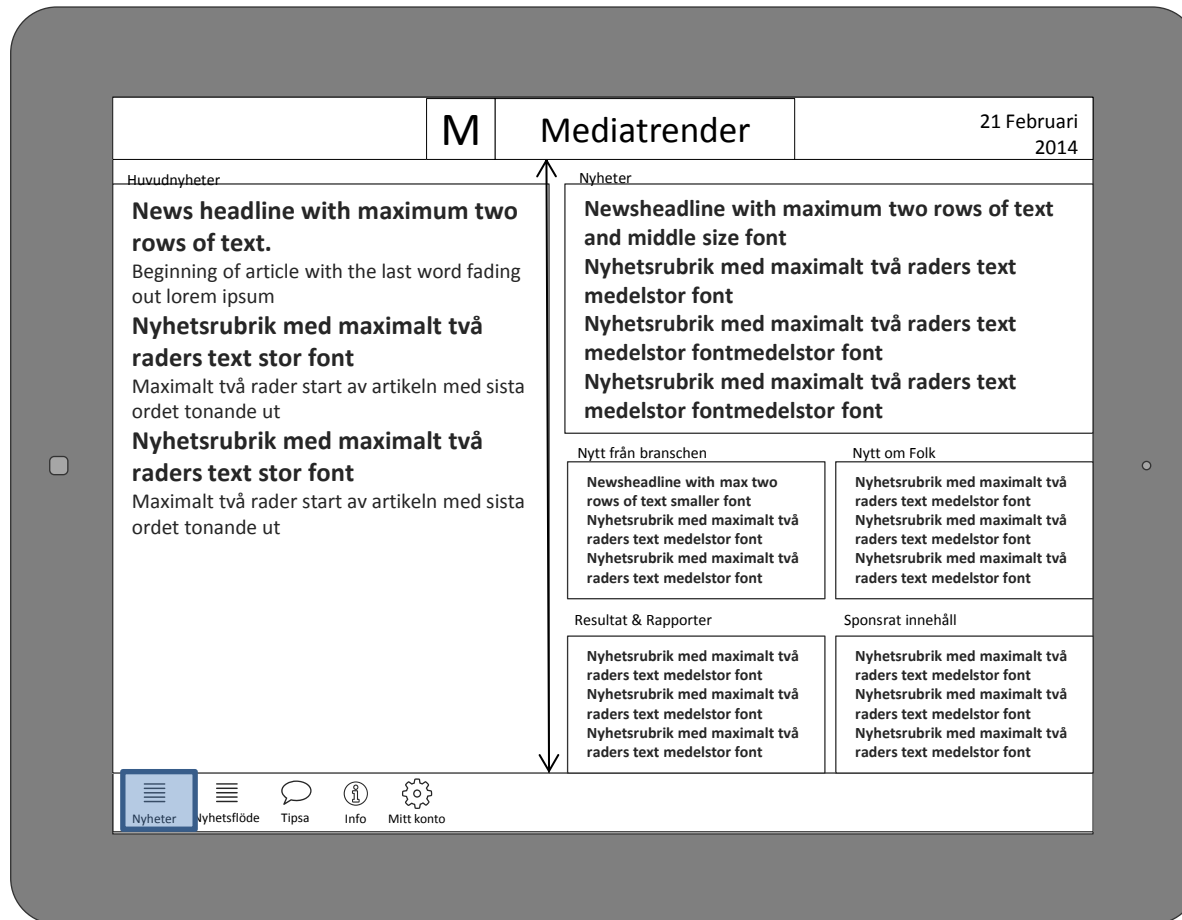 M
Mediatrender
21 Februari
2014
Huvudnyheter
News headline with maximum two
rows of text.
Beginning of article with the last word fading
out lorem ipsum
Nyhetsrubrik med maximalt två
raders text stor font
Maximalt två rader start av artikeln med sista
ordet tonande ut
Nyhetsrubrik med maximalt två
raders text stor font
Maximalt två rader start av artikeln med sista
ordet tonande ut
Nyheter
Newsheadline with maximum two rows of text
and middle size font
Nyhetsrubrik med maximalt två raders text
medelstor font
Nyhetsrubrik med maximalt två raders text
medelstor fontmedelstor font
Nyhetsrubrik med maximalt två raders text
medelstor fontmedelstor font
Nytt från branschen
Newsheadline with max two
rows of text smaller font
Nyhetsrubrik med maximalt två
raders text medelstor font
Nyhetsrubrik med maximalt två
raders text medelstor font
Nytt om Folk
Nyhetsrubrik med maximalt två
raders text medelstor font
Nyhetsrubrik med maximalt två
raders text medelstor font
Nyhetsrubrik med maximalt två
raders text medelstor font
Resultat & Rapporter
Nyhetsrubrik med maximalt två
raders text medelstor font
Nyhetsrubrik med maximalt två
raders text medelstor font
Nyhetsrubrik med maximalt två
raders text medelstor font
Sponsrat innehåll
Nyhetsrubrik med maximalt två
raders text medelstor font
Nyhetsrubrik med maximalt två
raders text medelstor font
Nyhetsrubrik med maximalt två
raders text medelstor font
Nyheter
Nyhetsflöde
Tipsa
Info
Mitt konto